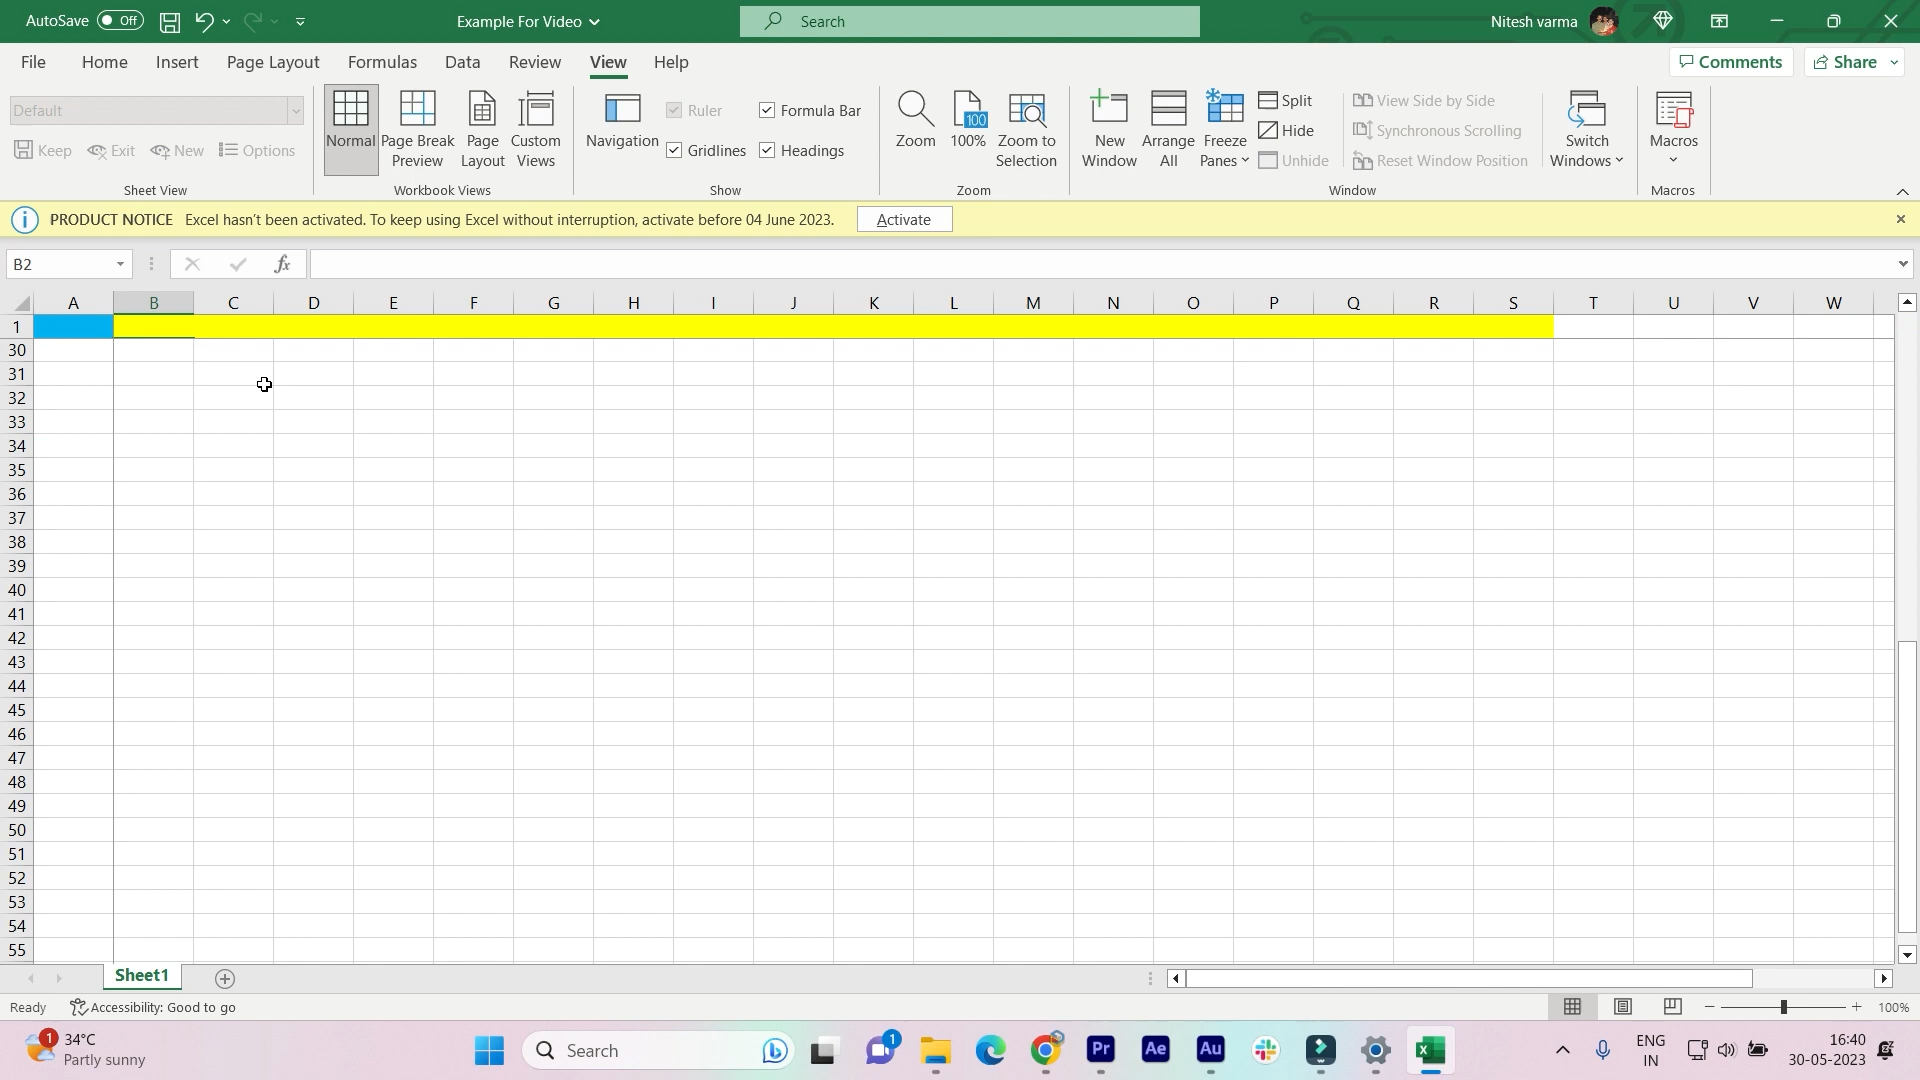 AutoSave Off Example For Video Search Nitesh varma
File Home Insert Page Layout Formulas Data Review View Help Comments Share
Default
Keep Exit New Options
Sheet View
Normal Page Break Preview Page Layout Custom Views
Workbook Views
Navigation Ruler Formula Bar
Gridlines Headings
Show
Zoom 100 100% Zoom to Selection
Zoom
New Window Arrange All Freeze Panes Split
Hide
Unhide
View Side by Side
Synchronous Scrolling
Reset Window Position
Switch Windows
Window
Macros
Macros
PRODUCT NOTICE Excel hasn't been activated. To keep using Excel without interruption, activate before 04 June 2023. Activate
B2 fx
A B C D E F G H I J K L M N O P Q R S T U V W
1
30
31
32
33
34
35
36
37
38
39
40
41
42
43
44
45
46
47
48
49
50
51
52
53
54
55
Sheet1
Ready Accessibility: Good to go 100%
1 34°C
Partly sunny
Search 1 Pr Ae Au X
ENG
IN
16:40
30-05-2023